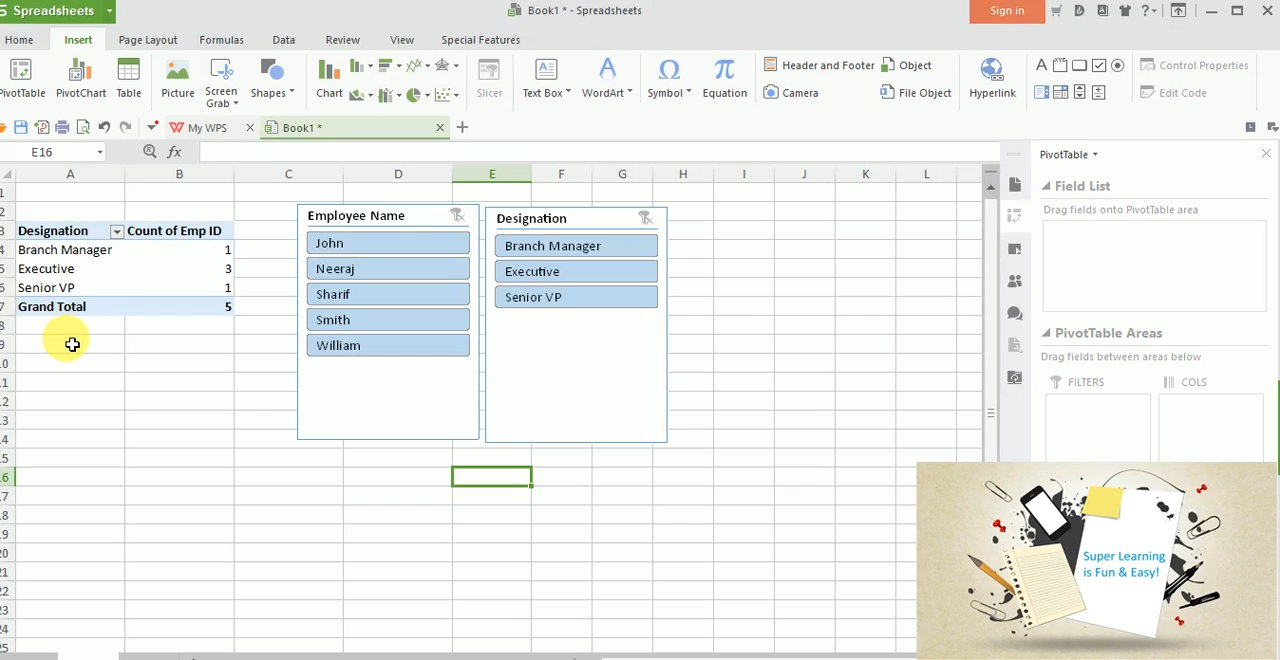 Spreadsheets
Book1 * - Spreadsheets
Sign in
Home
Insert
Page Layout
Formulas
Data
Review
View
Special Features
PivotTable
PivotChart
Table
Picture
Screen Grab
Shapes
Chart
Slicer
Text Box
WordArt
Symbol
Equation
Header and Footer
Camera
Object
File Object
Hyperlink
Control Properties
Edit Code
My WPS
Book1 *
E16
fx
PivotTable
A B C D E F G H I J K L
Designation Count of Emp ID
Branch Manager 1
Executive 3
Senior VP 1
Grand Total 5
Employee Name
John
Neeraj
Sharif
Smith
William
Designation
Branch Manager
Executive
Senior VP
Field List
Drag fields onto PivotTable area
PivotTable Areas
Drag fields between areas below
FILTERS
COLS
Super Learning
is Fun & Easy!